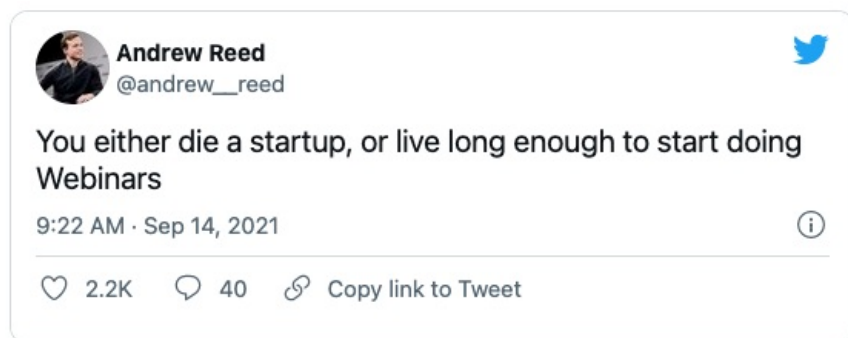 Andrew Reed
@andrew__reed
You either die a startup, or live long enough to start doing
Webinars
9:22 AM · Sep 14, 2021
2.2K 40 Copy link to Tweet